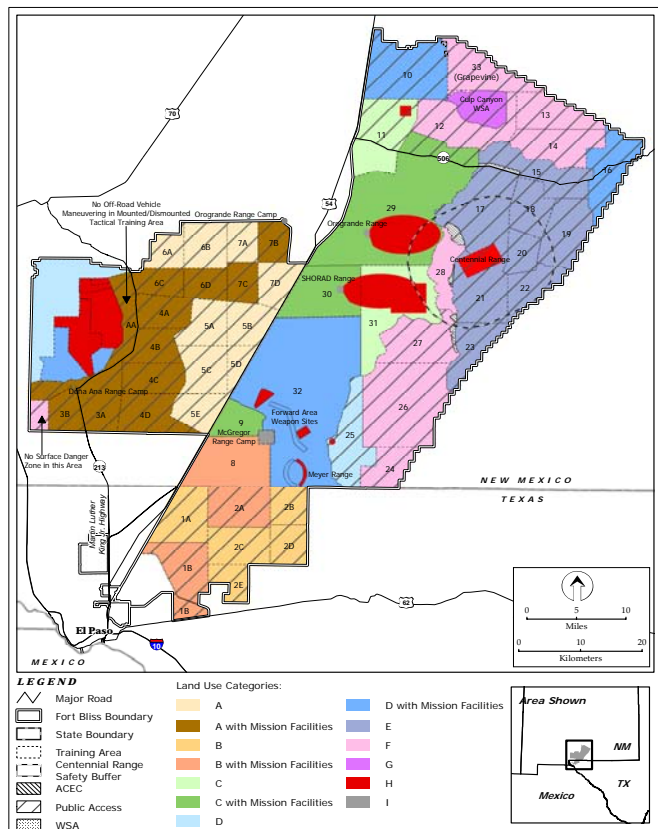 10
9
33
(Grapevine)
70
Culp Canyon
WSA
13
12
11
14
506
15
16
54
No Off-Road Vehicle
Maneuvering in Mounted/Dismounted
Tactical Training Area
Orogrande Range Camp
29
17
18
19
Orogrande Range
6A
6B
7A
7B
20
Centennial Range
28
SHORAD Range
6C
6D
7C
7D
30
21
22
4A
AA
5A
5B
31
27
23
4B
5D
4C
5C
32
Doña Ana Range Camp
26
3B
3A
4D
5E
9
Forward Area
Weapon Sites
McGregor
Range Camp
25
No Surface Danger
Zone in this Area
213
8
Meyer Range
24
NEW MEXICO
TEXAS
Martin Luther
King Jr. Highway
1A
2A
2B
2C
2D
1B
2E
1B
62
El Paso
10
MEXICO
0 5 10
Miles
0 10 20
Kilometers
LEGEND
Major Road
Fort Bliss Boundary
State Boundary
Training Area
Centennial Range
Safety Buffer
ACEC
Public Access
WSA
Land Use Categories:
A
A with Mission Facilities
B
B with Mission Facilities
C
C with Mission Facilities
D
D with Mission Facilities
E
F
G
H
I
Area Shown
NM
TX
Mexico